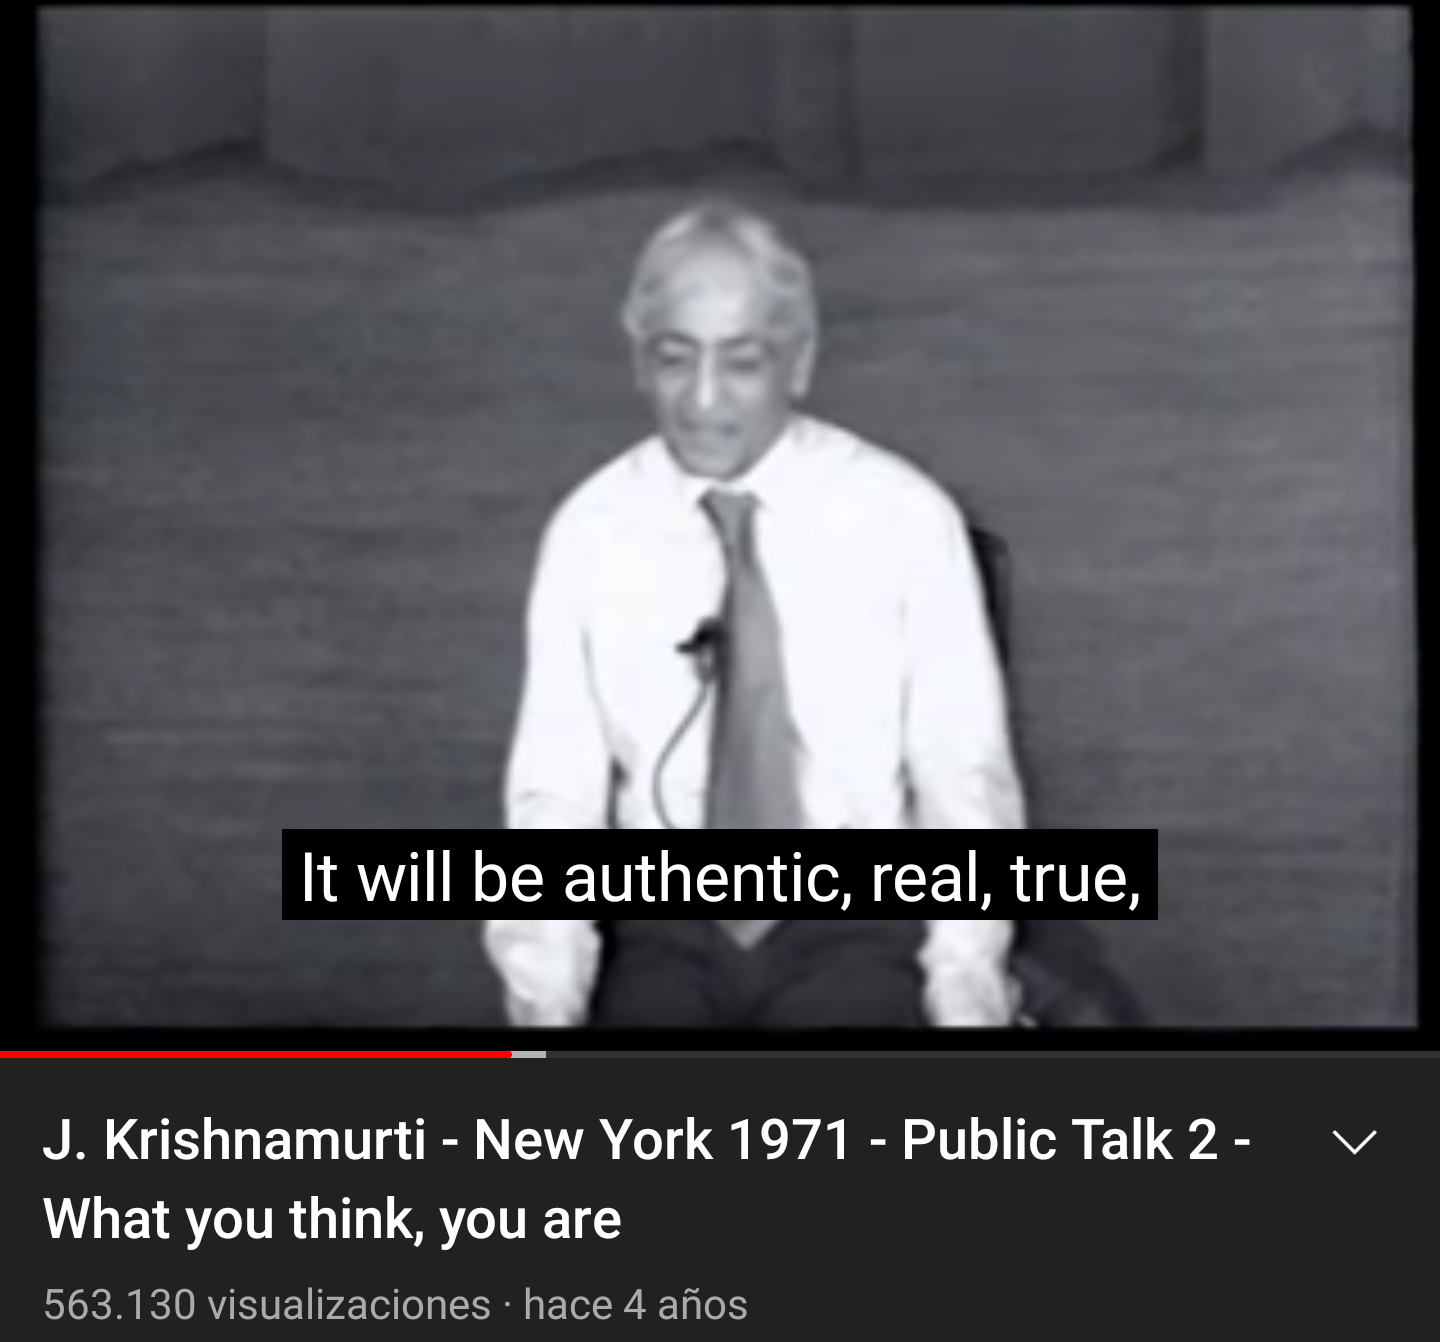 It will be authentic, real, true,
J. Krishnamurti - New York 1971 - Public Talk 2 -
What you think, you are
563.130 visualizaciones · hace 4 años